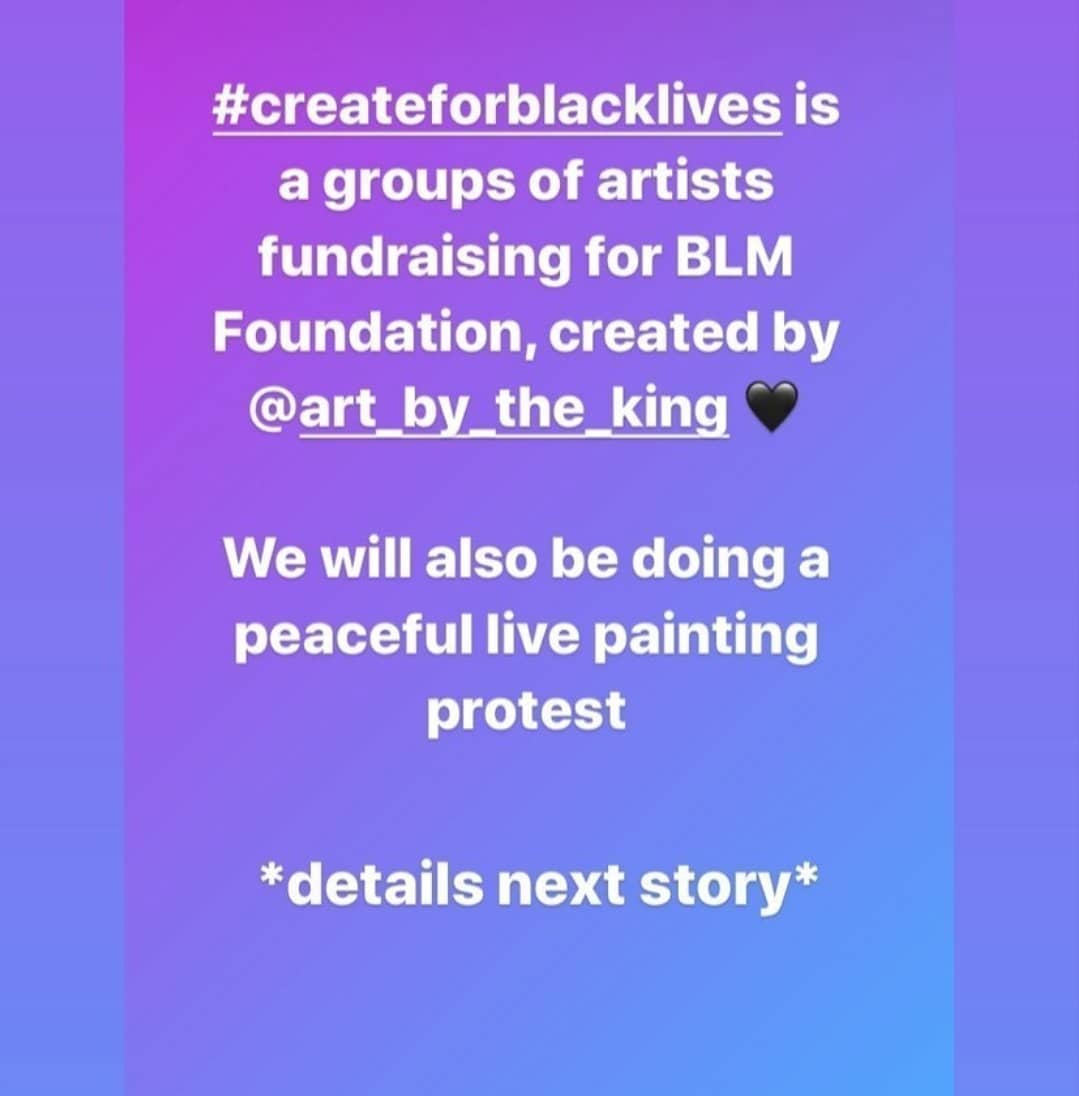 #createforblacklives is
a groups of artists
fundraising for BLM
Foundation, created by
@art_by_the_king 🖤
We will also be doing a
peaceful live painting
protest
*details next story*